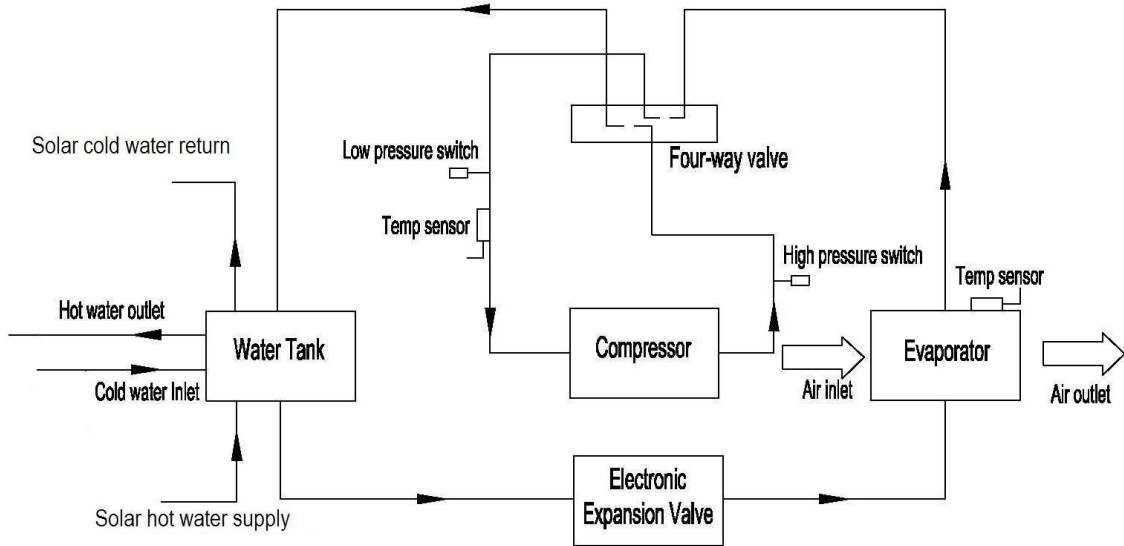 Solar cold water return
Low pressure switch
Four-way valve
Temp sensor
High pressure switch
Temp sensor
Hot water outlet
Water Tank
Compressor
Evaporator
Cold water Inlet
Air inlet
Air outlet
Electronic
Expansion Valve
Solar hot water supply